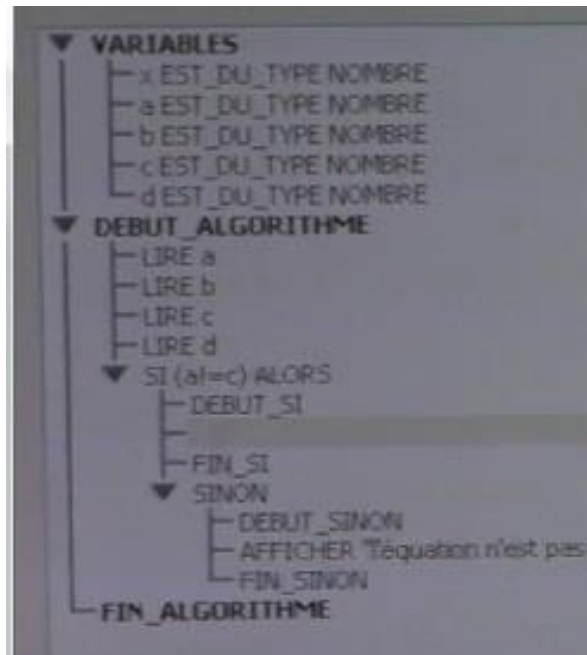 VARIABLES
x EST_DU_TYPE NOMBRE
a EST_DU_TYPE NOMBRE
b EST_DU_TYPE NOMBRE
c EST_DU_TYPE NOMBRE
d EST_DU_TYPE NOMBRE
DEBUT_ALGORITHME
LIRE a
LIRE b
LIRE c
LIRE d
SI (a!=c) ALORS
DEBUT_SI
FIN_SI
SINON
DEBUT_SINON
AFFICHER "l'équation n'est pas
FIN_SINON
FIN_ALGORITHME